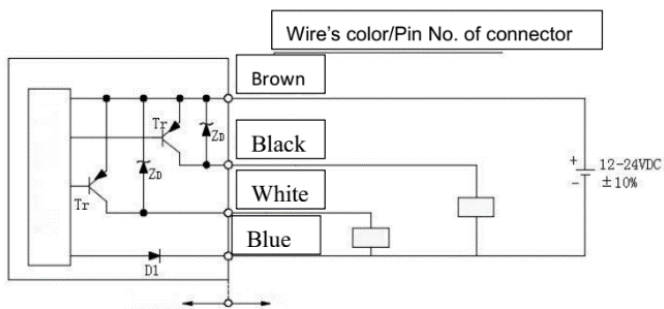 Wire's color/Pin No. of connector
Brown
Tr
ZD
Black
+ 12-24VDC
- ±10%
ZD
White
Tr
Blue
D1